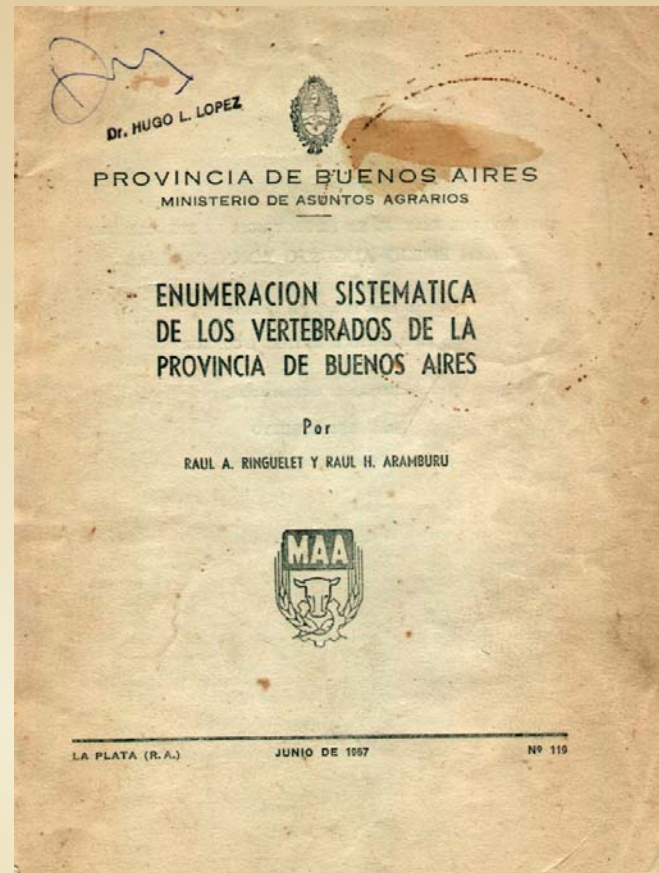 Dr. HUGO L. LOPEZ
PROVINCIA DE BUENOS AIRES
MINISTERIO DE ASUNTOS AGRARIOS
ENUMERACION SISTEMATICA
DE LOS VERTEBRADOS DE LA
PROVINCIA DE BUENOS AIRES
Por
RAUL A. RINGUELET Y RAUL H. ARAMBURU
MAA
LA PLATA (R.A.) JUNIO DE 1957 Nº 119